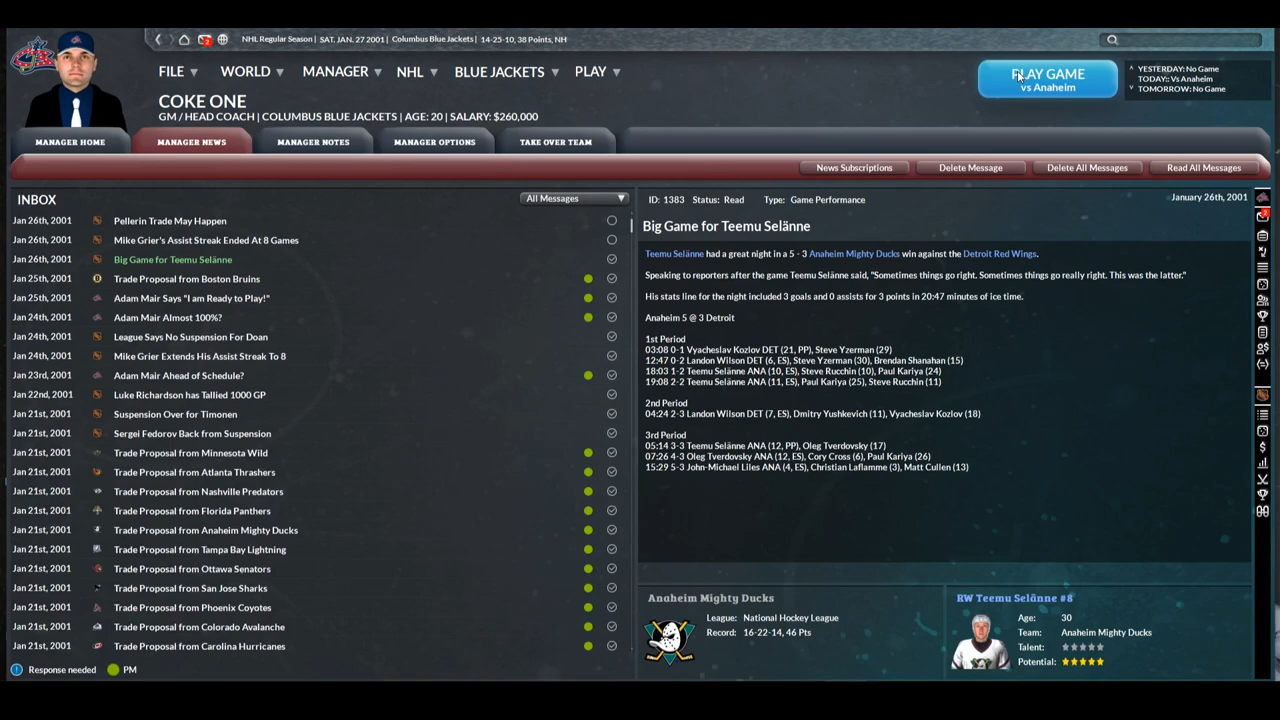 NHL Regular Season | SAT. JAN. 27 2001 | Columbus Blue Jackets | 14-25-10, 38 Points, NH
FILE WORLD MANAGER NHL BLUE JACKETS PLAY
PLAY GAME
vs Anaheim
YESTERDAY: No Game
TODAY:: Vs Anaheim
TOMORROW: No Game
COKE ONE
GM / HEAD COACH | COLUMBUS BLUE JACKETS | AGE: 20 | SALARY: $260,000
MANAGER HOME MANAGER NEWS MANAGER NOTES MANAGER OPTIONS TAKE OVER TEAM
News Subscriptions Delete Message Delete All Messages Read All Messages
INBOX All Messages
Jan 26th, 2001 Pellerin Trade May Happen
Jan 26th, 2001 Mike Grier's Assist Streak Ended At 8 Games
Jan 26th, 2001 Big Game for Teemu Selänne
Jan 25th, 2001 Trade Proposal from Boston Bruins
Jan 25th, 2001 Adam Mair Says "I am Ready to Play!"
Jan 24th, 2001 Adam Mair Almost 100%?
Jan 24th, 2001 League Says No Suspension For Doan
Jan 24th, 2001 Mike Grier Extends His Assist Streak To 8
Jan 23rd, 2001 Adam Mair Ahead of Schedule?
Jan 22nd, 2001 Luke Richardson has Tallied 1000 GP
Jan 21st, 2001 Suspension Over for Timonen
Jan 21st, 2001 Sergei Fedorov Back from Suspension
Jan 21st, 2001 Trade Proposal from Minnesota Wild
Jan 21st, 2001 Trade Proposal from Atlanta Thrashers
Jan 21st, 2001 Trade Proposal from Nashville Predators
Jan 21st, 2001 Trade Proposal from Florida Panthers
Jan 21st, 2001 Trade Proposal from Anaheim Mighty Ducks
Jan 21st, 2001 Trade Proposal from Tampa Bay Lightning
Jan 21st, 2001 Trade Proposal from Ottawa Senators
Jan 21st, 2001 Trade Proposal from San Jose Sharks
Jan 21st, 2001 Trade Proposal from Phoenix Coyotes
Jan 21st, 2001 Trade Proposal from Colorado Avalanche
Jan 21st, 2001 Trade Proposal from Carolina Hurricanes
Response needed PM
ID: 1383 Status: Read Type: Game Performance January 26th, 2001
Big Game for Teemu Selänne
Teemu Selänne had a great night in a 5 - 3 Anaheim Mighty Ducks win against the Detroit Red Wings.
Speaking to reporters after the game Teemu Selänne said, "Sometimes things go right. Sometimes things go really right. This was the latter."
His stats line for the night included 3 goals and 0 assists for 3 points in 20:47 minutes of ice time.
Anaheim 5 @ 3 Detroit
1st Period
03:08 0-1 Vyacheslav Kozlov DET (21, PP), Steve Yzerman (29)
12:47 0-2 Landon Wilson DET (6, ES), Steve Yzerman (30), Brendan Shanahan (15)
18:03 1-2 Teemu Selänne ANA (10, ES), Steve Rucchin (10), Paul Kariya (24)
19:08 2-2 Teemu Selänne ANA (11, ES), Paul Kariya (25), Steve Rucchin (11)
2nd Period
04:24 2-3 Landon Wilson DET (7, ES), Dmitry Yushkevich (11), Vyacheslav Kozlov (18)
3rd Period
05:14 3-3 Teemu Selänne ANA (12, PP), Oleg Tverdovsky (17)
07:26 4-3 Oleg Tverdovsky ANA (12, ES), Cory Cross (6), Paul Kariya (26)
15:29 5-3 John-Michael Liles ANA (4, ES), Christian Laflamme (3), Matt Cullen (13)
Anaheim Mighty Ducks
League: National Hockey League
Record: 16-22-14, 46 Pts
RW Teemu Selänne #8
Age: 30
Team: Anaheim Mighty Ducks
Talent:
Potential: